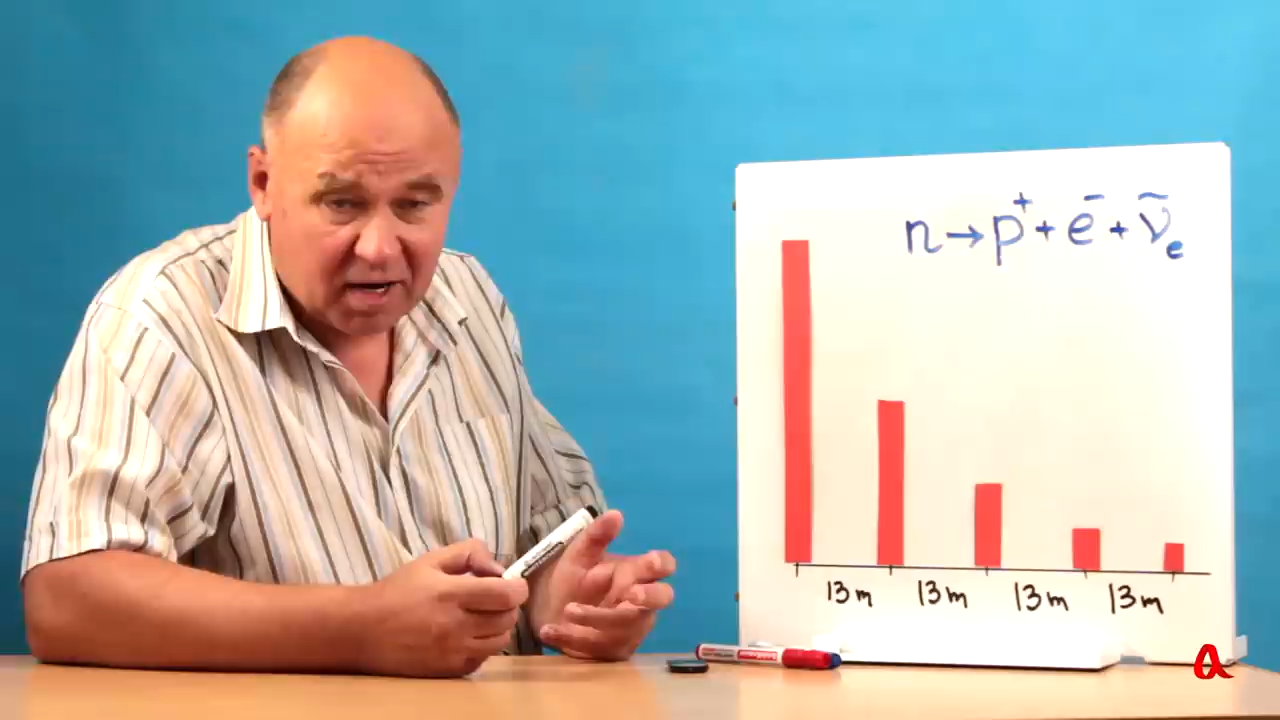 n → p⁺ + e⁻ + ν̃ₑ
13m 13m 13m 13m
a